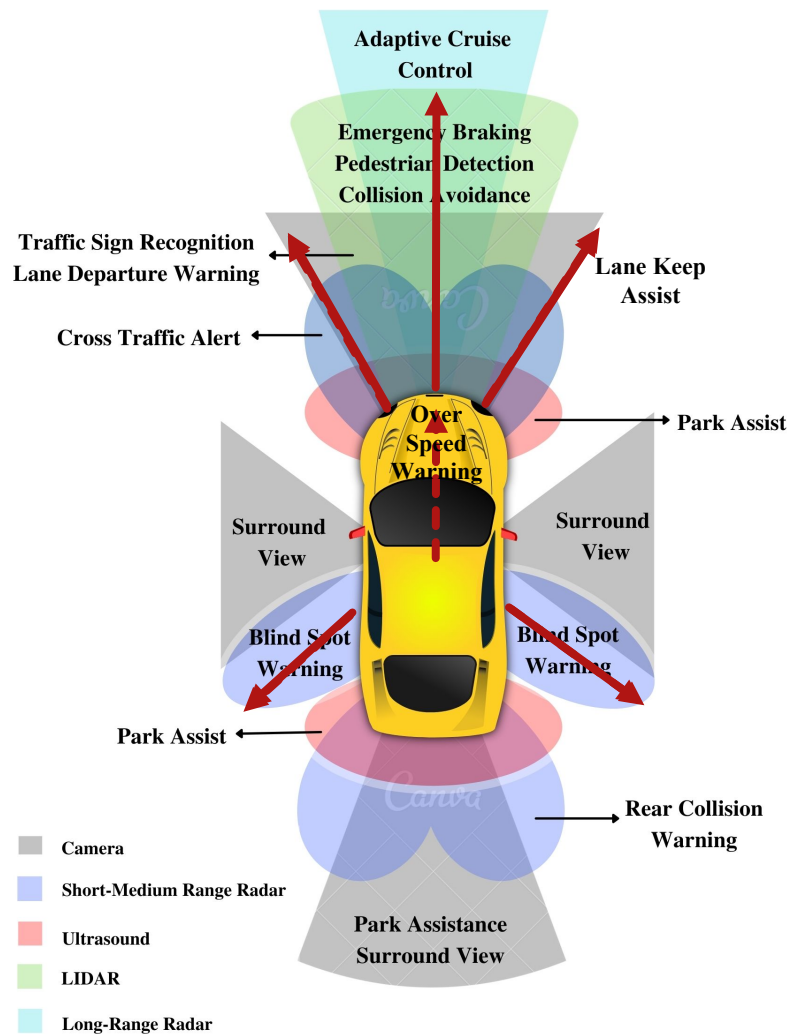 Adaptive Cruise
Control
Emergency Braking
Pedestrian Detection
Collision Avoidance
Traffic Sign Recognition
Lane Departure Warning
Lane Keep
Assist
Canva
Cross Traffic Alert
Over
Speed
Warning
Park Assist
Surround
View
Surround
View
Blind Spot
Warning
Blind Spot
Warning
Park Assist
Canva
Rear Collision
Warning
Camera
Short-Medium Range Radar
Ultrasound
LIDAR
Long-Range Radar
Park Assistance
Surround View